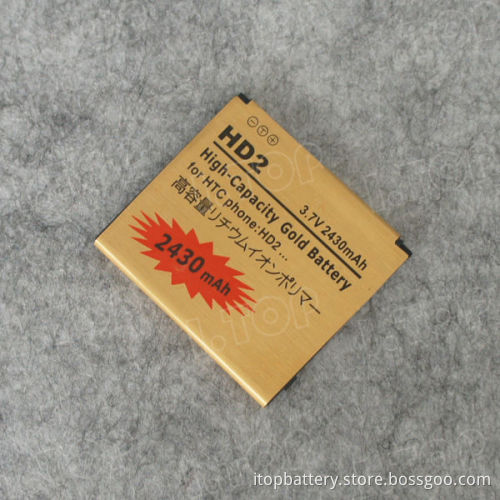 ⊖Ⓣ⊕
HD2
3.7V 2430mAh
High-Capacity Gold Battery
for HTC phone:HD2...
高容量リチウムイオンポリマー
2430 mAh
itopbattery.store.bossgoo.com